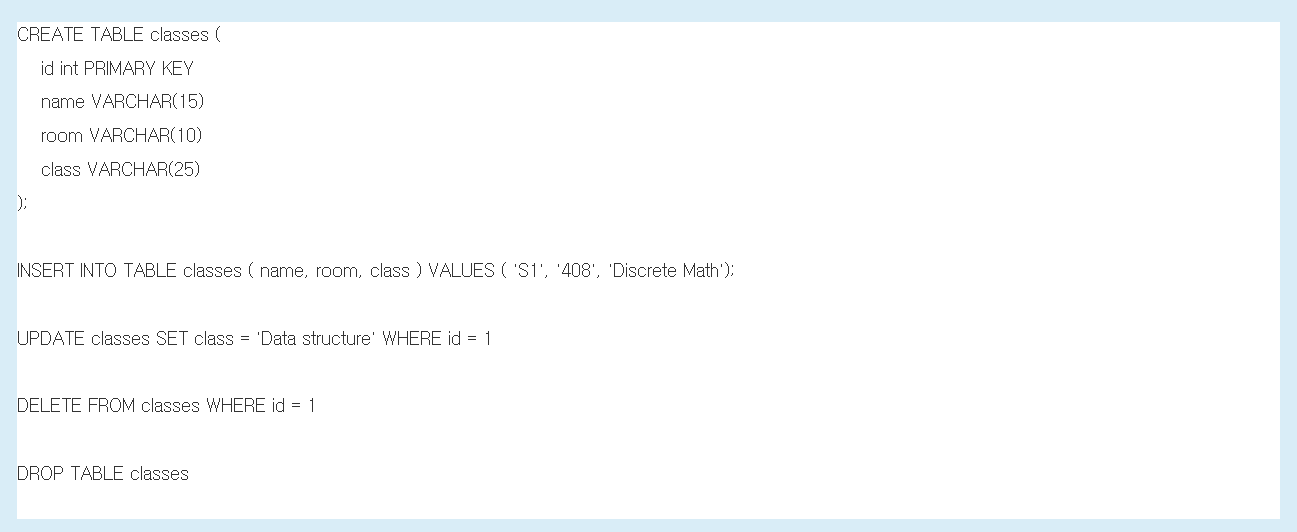 CREATE TABLE classes (
id int PRIMARY KEY
name VARCHAR(15)
room VARCHAR(10)
class VARCHAR(25)
);
INSERT INTO TABLE classes ( name, room, class ) VALUES ( 'S1', '408', 'Discrete Math');
UPDATE classes SET class = 'Data structure' WHERE id = 1
DELETE FROM classes WHERE id = 1
DROP TABLE classes